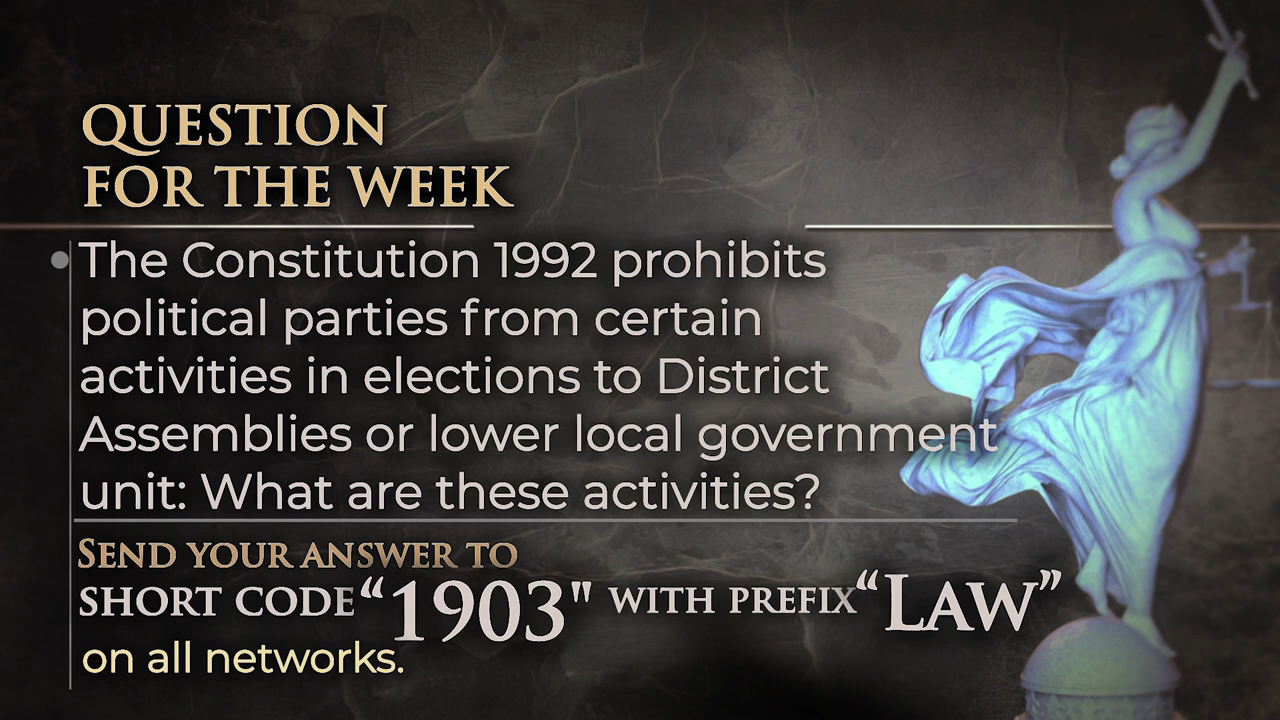 QUESTION
FOR THE WEEK
• The Constitution 1992 prohibits
political parties from certain
activities in elections to District
Assemblies or lower local government
unit: What are these activities?
SEND YOUR ANSWER TO
SHORT CODE “1903" WITH PREFIX “LAW”
on all networks.